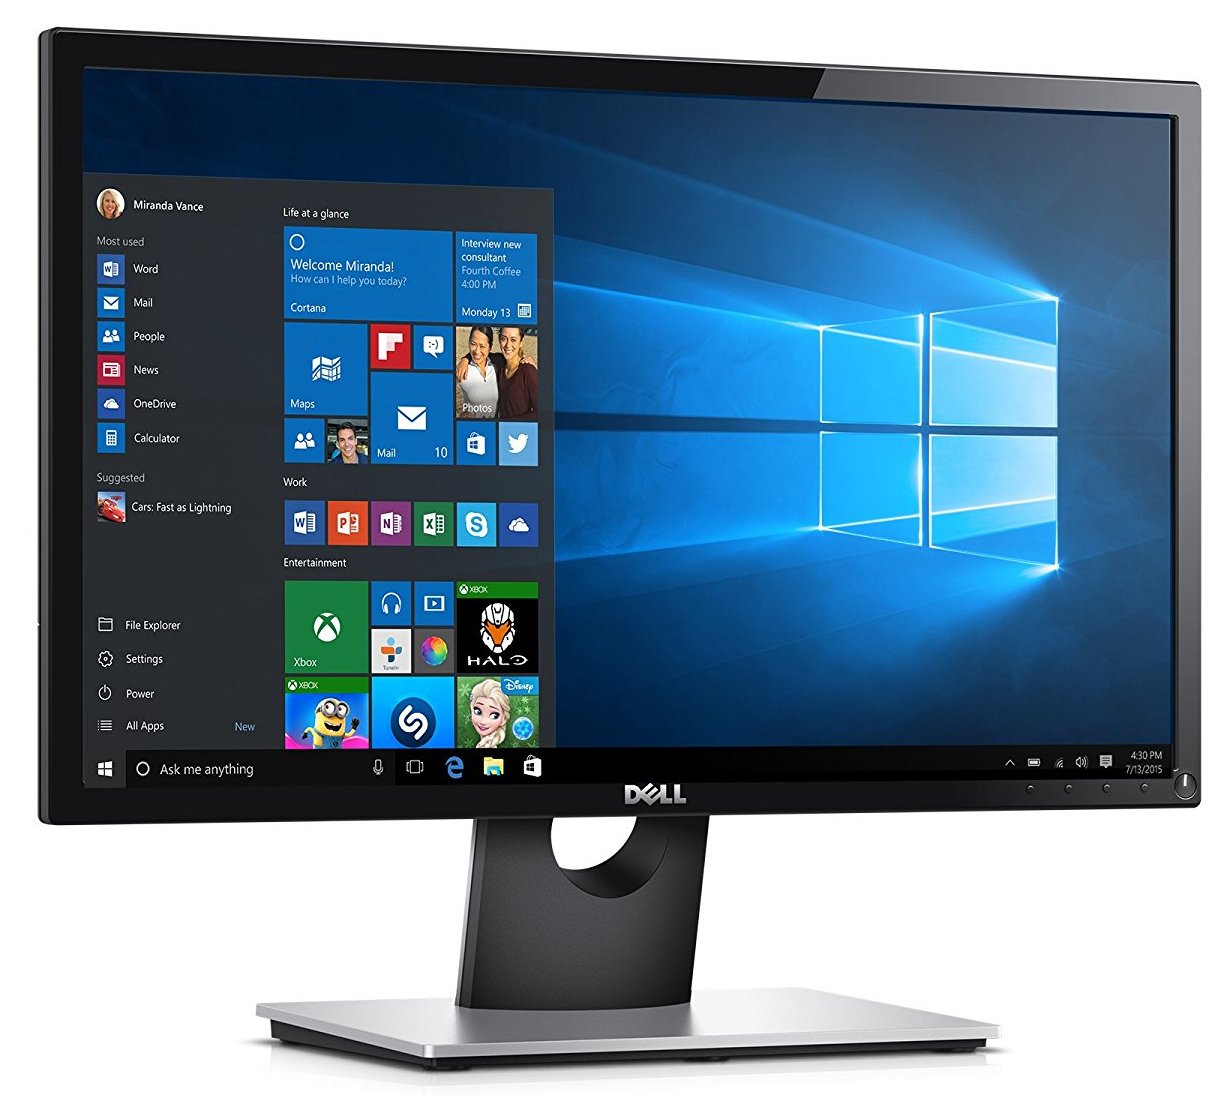 Miranda Vance
Most used
Word
Mail
People
News
OneDrive
Calculator
Suggested
Cars: Fast as Lightning
File Explorer
Settings
Power
All Apps New
Life at a glance
Welcome Miranda!
How can I help you today?
Cortana
Interview new
consultant
Fourth Coffee
4:00 PM
Monday 13
Maps
Mail 10
Photos
Work
Entertainment
Xbox
TuneIn
XBOX
HALO
XBOX
Disney
Ask me anything
4:30 PM
7/13/2015
DELL